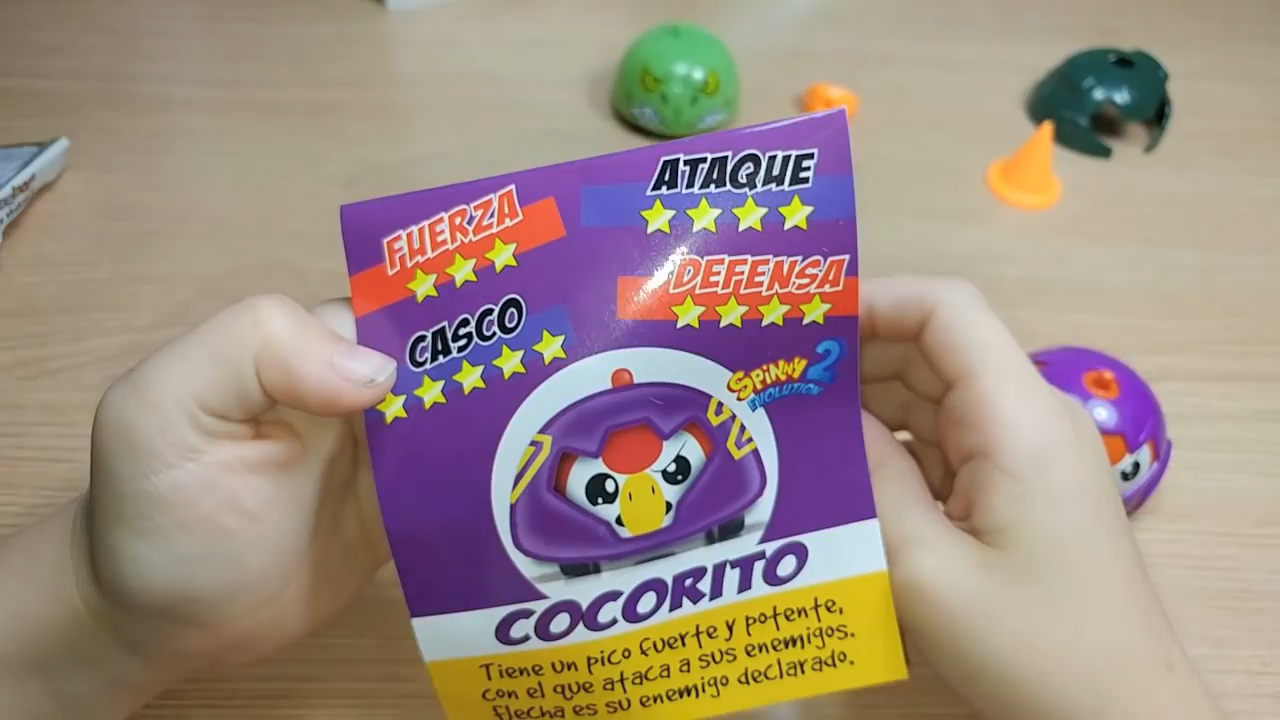 FUERZA
ATAQUE
CASCO
DEFENSA
SPINNY 2
EVOLUTION
COCORITO
Tiene un pico fuerte y potente,
con el que ataca a sus enemigos.
Flecha es su enemigo declarado.